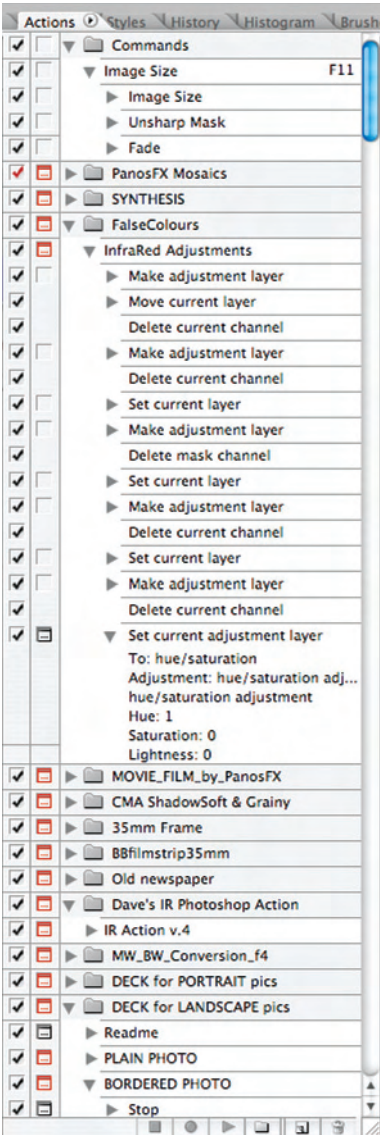 Actions Styles History Histogram Brush
Commands
Image Size F11
Image Size
Unsharp Mask
Fade
PanosFX Mosaics
SYNTHESIS
FalseColours
InfraRed Adjustments
Make adjustment layer
Move current layer
Delete current channel
Make adjustment layer
Delete current channel
Set current layer
Make adjustment layer
Delete mask channel
Set current layer
Make adjustment layer
Delete current channel
Set current layer
Make adjustment layer
Delete current channel
Set current adjustment layer
To: hue/saturation
Adjustment: hue/saturation adj...
hue/saturation adjustment
Hue: 1
Saturation: 0
Lightness: 0
MOVIE_FILM_by_PanosFX
CMA ShadowSoft & Grainy
35mm Frame
BBfilmstrip35mm
Old newspaper
Dave's IR Photoshop Action
IR Action v.4
MW_BW_Conversion_f4
DECK for PORTRAIT pics
DECK for LANDSCAPE pics
Readme
PLAIN PHOTO
BORDERED PHOTO
Stop